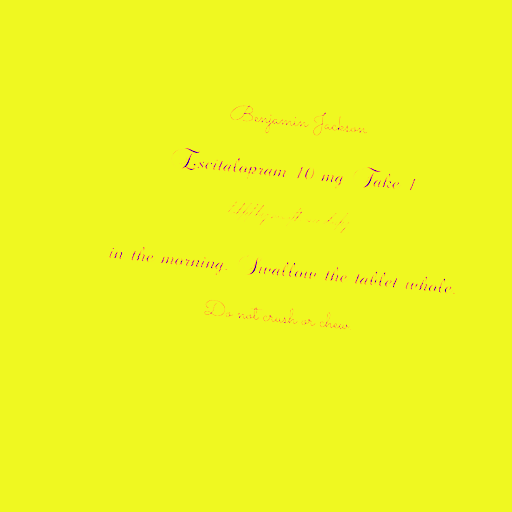 Benjamin Jackson
Escitalopram 10 mg Take 1
in the morning. Swallow the tablet whole.
Do not crush or chew